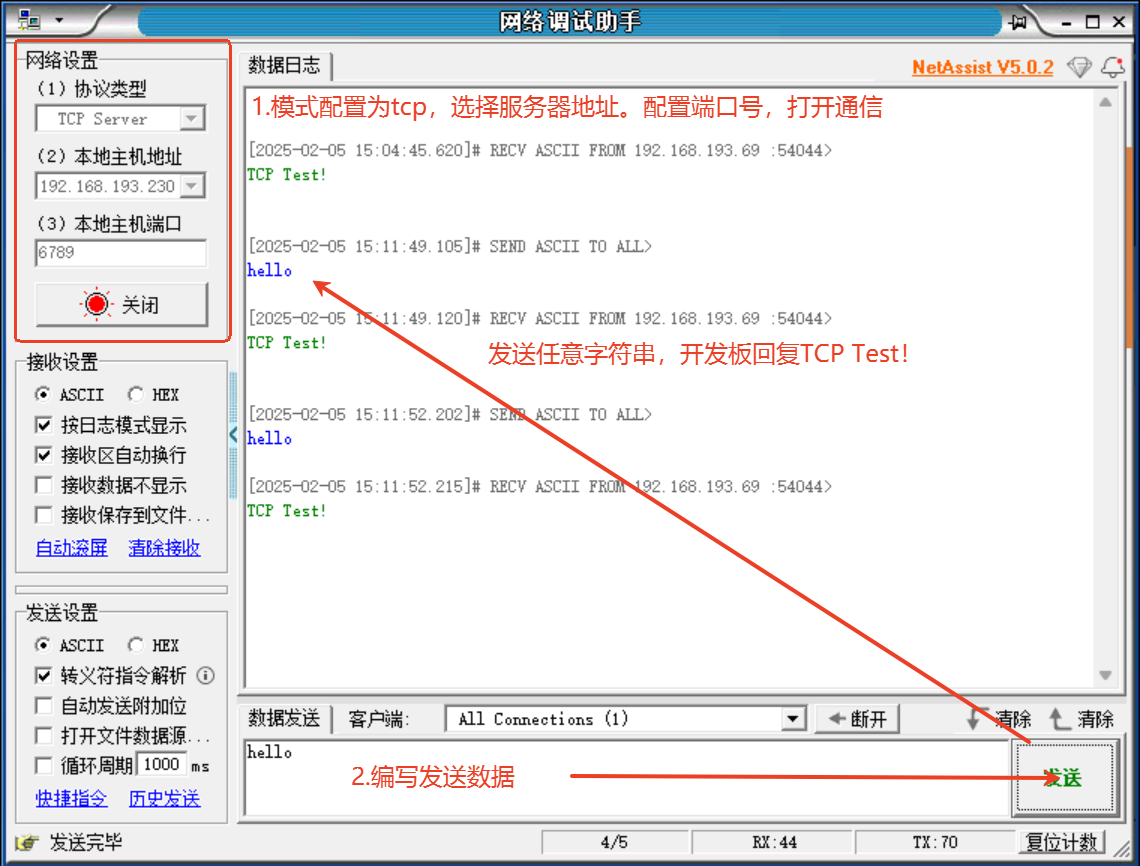 网络调试助手
网络设置
(1) 协议类型
TCP Server
(2) 本地主机地址
192.168.193.230
(3) 本地主机端口
6789
关闭
接收设置
ASCII HEX
按日志模式显示
接收区自动换行
接收数据不显示
接收保存到文件...
自动滚屏 清除接收
发送设置
ASCII HEX
转义符指令解析
自动发送附加位
打开文件数据源...
循环周期 1000 ms
快捷指令 历史发送
数据日志
NetAssist V5.0.2
1.模式配置为tcp，选择服务器地址。配置端口号，打开通信
[2025-02-05 15:04:45.620]# RECV ASCII FROM 192.168.193.69 :54044>
TCP Test!
[2025-02-05 15:11:49.105]# SEND ASCII TO ALL>
hello
[2025-02-05 15:11:49.120]# RECV ASCII FROM 192.168.193.69 :54044>
TCP Test!
发送任意字符串，开发板回复TCP Test！
[2025-02-05 15:11:52.202]# SEND ASCII TO ALL>
hello
[2025-02-05 15:11:52.215]# RECV ASCII FROM 192.168.193.69 :54044>
TCP Test!
数据发送 客户端: All Connections (1) 断开 清除 清除
hello
2.编写发送数据
发送
发送完毕 4/5 RX:44 TX:70 复位计数